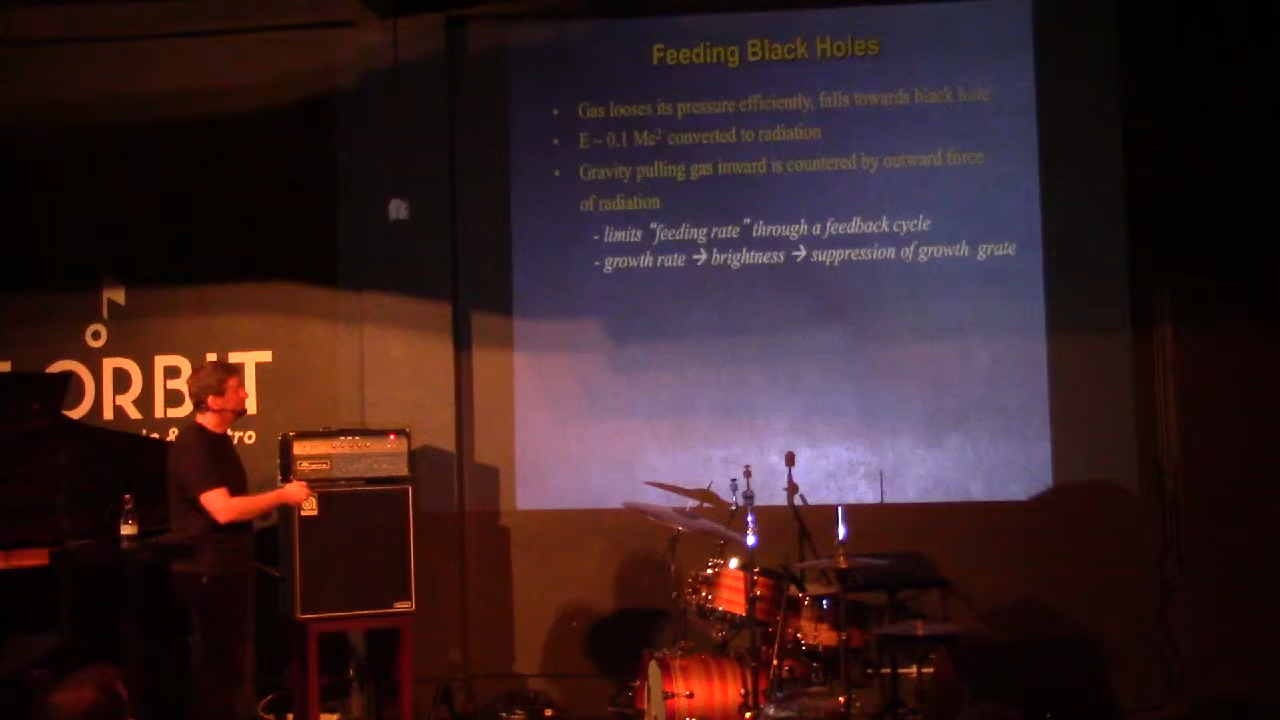 Feeding Black Holes
• Gas looses its pressure efficiently, falls towards black hole
• E ~ 0.1 Mc² converted to radiation
• Gravity pulling gas inward is countered by outward force
of radiation
- limits “feeding rate” through a feedback cycle
- growth rate → brightness → suppression of growth grate
ORBIT
&
Ampeg